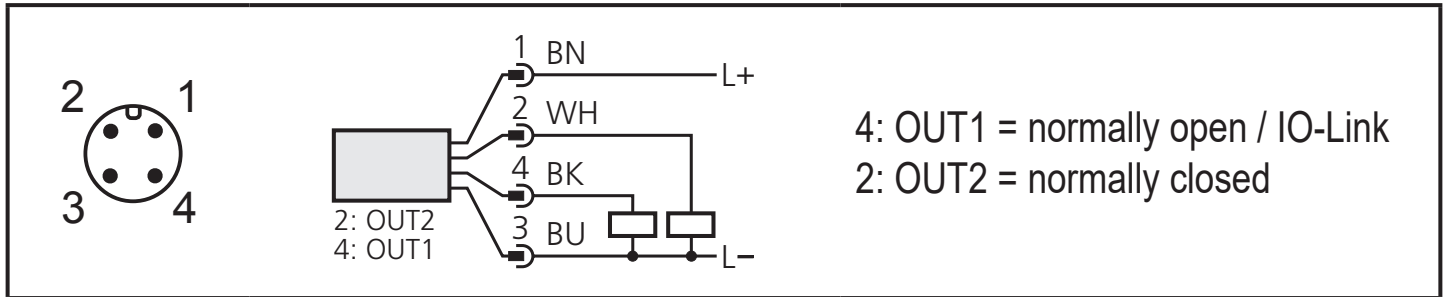 2 1
3 4
1 BN
L+
2 WH
4 BK
3 BU
L−
2: OUT2
4: OUT1
4: OUT1 = normally open / IO-Link
2: OUT2 = normally closed